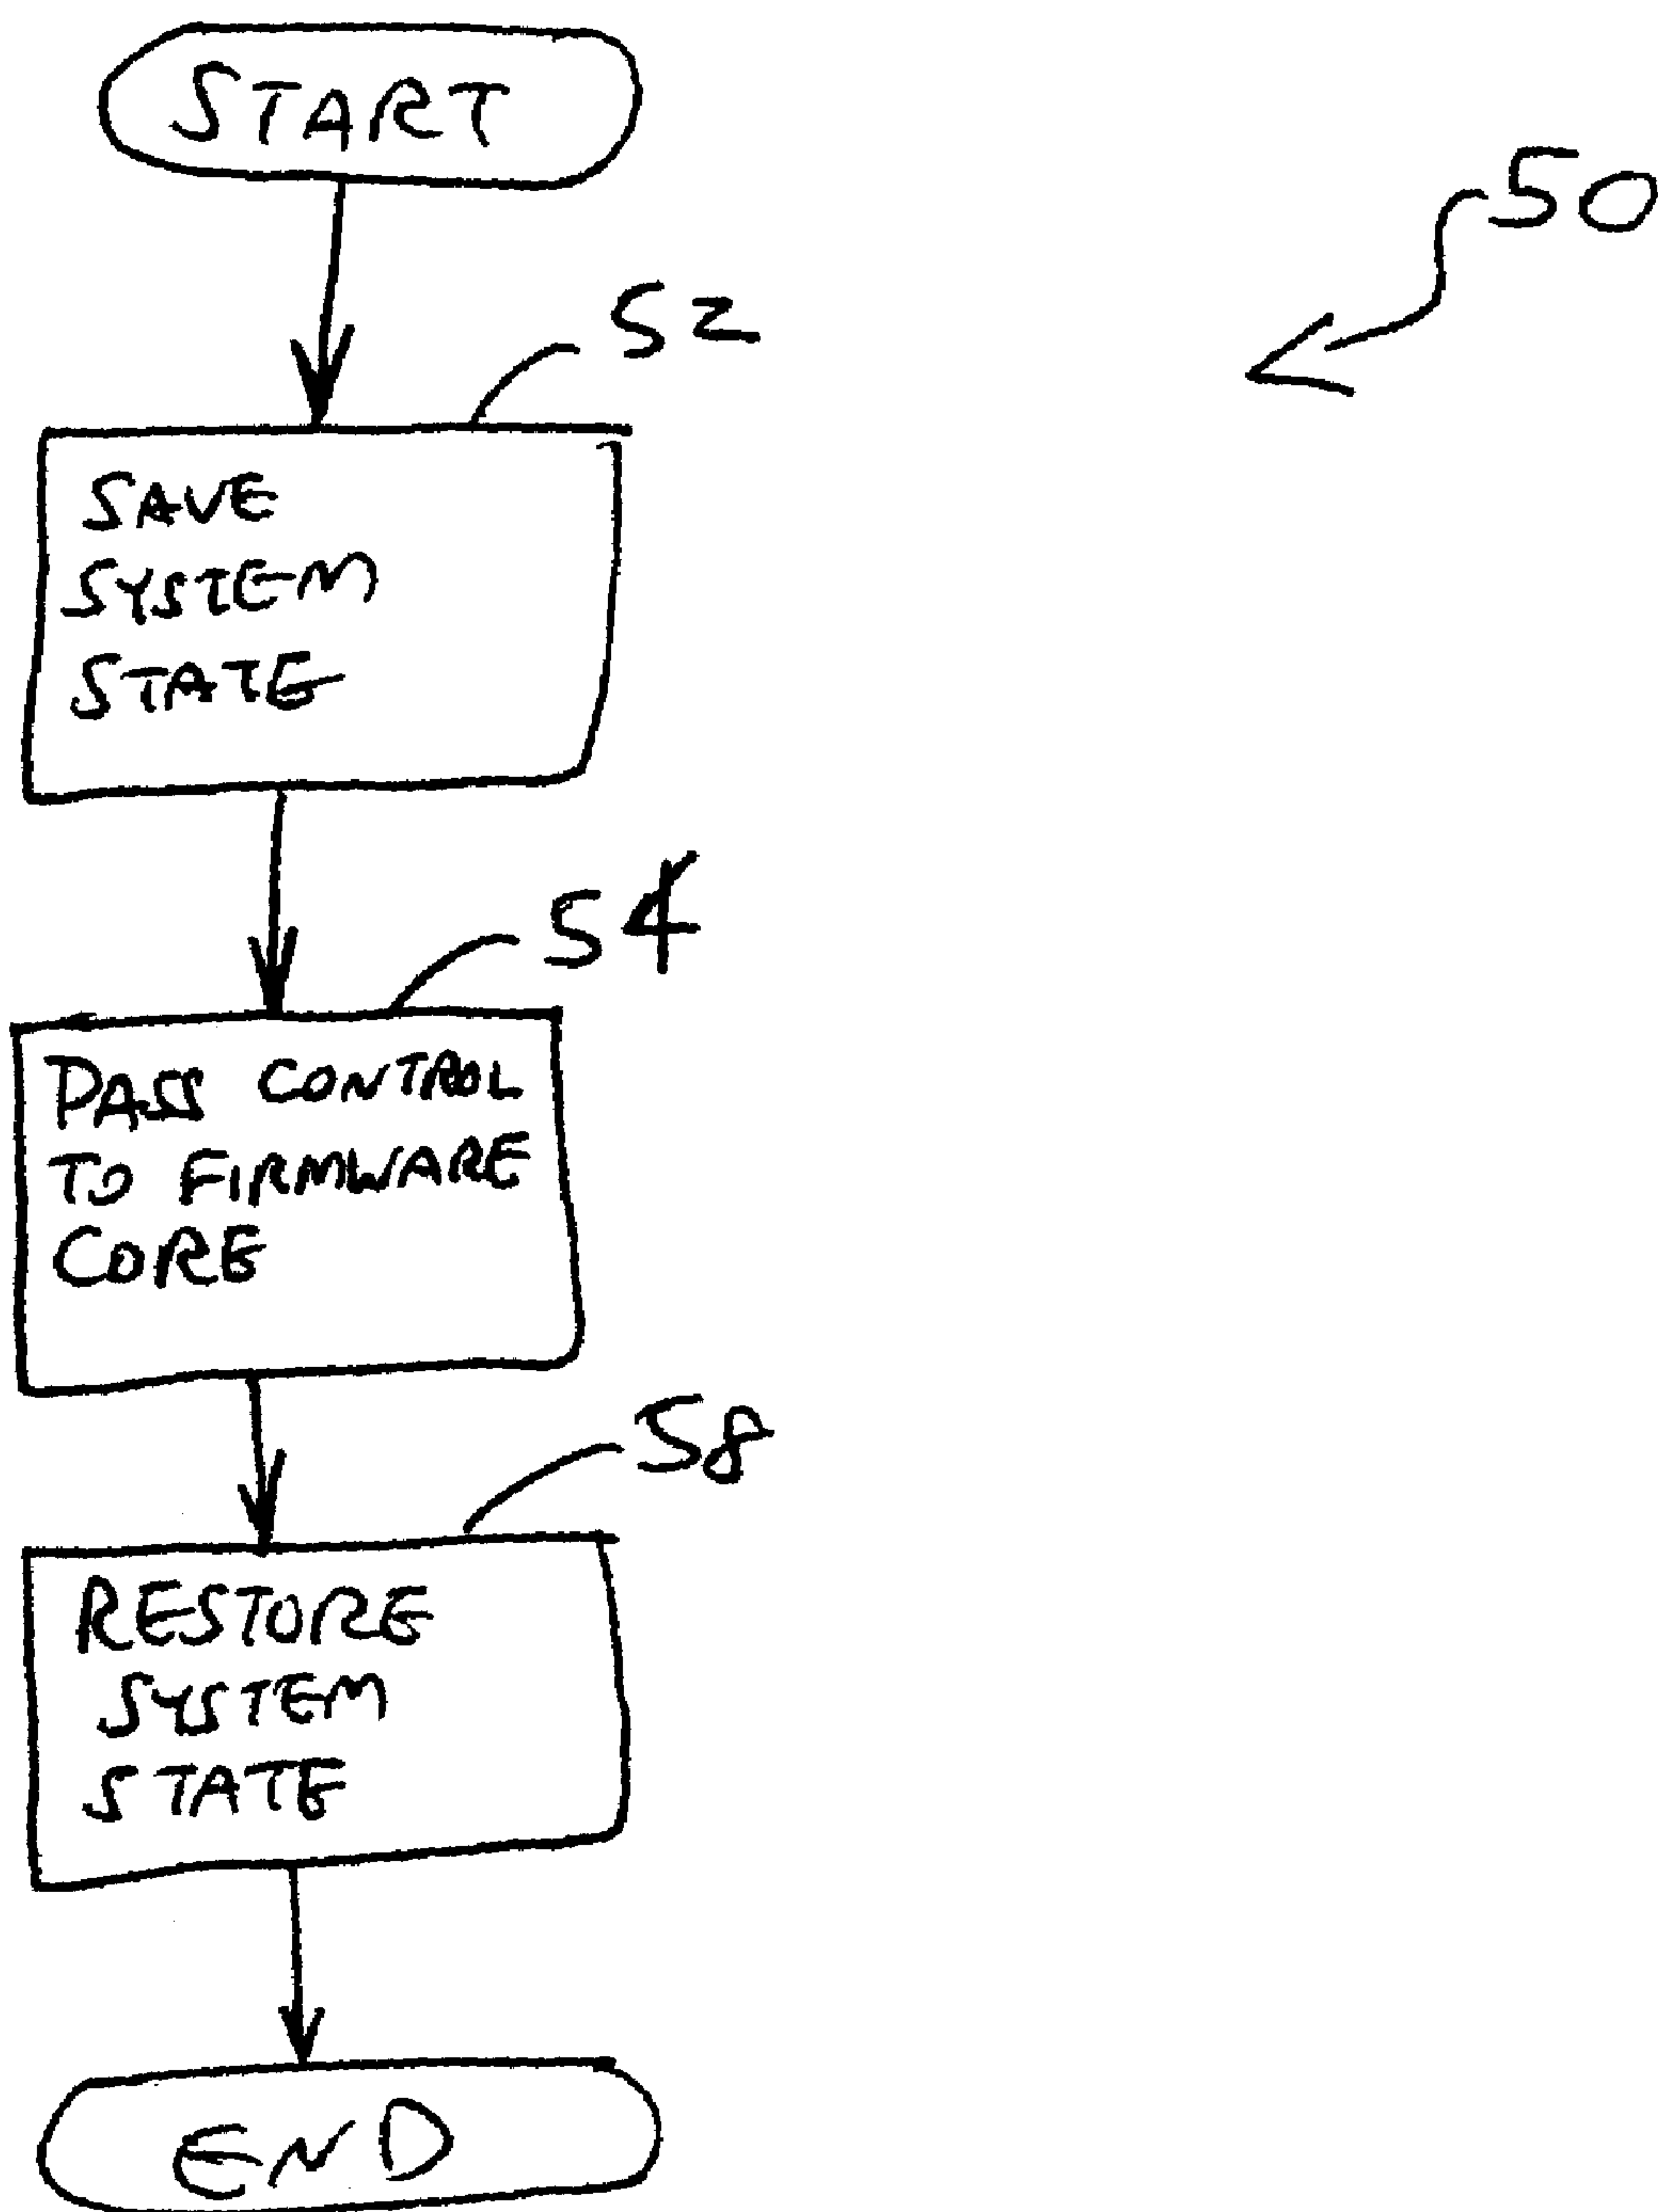 START
50
52
SAVE
SYSTEM
STATE
54
PASS CONTROL
TO FIRMWARE
CORE
58
RESTORE
SYSTEM
STATE
END